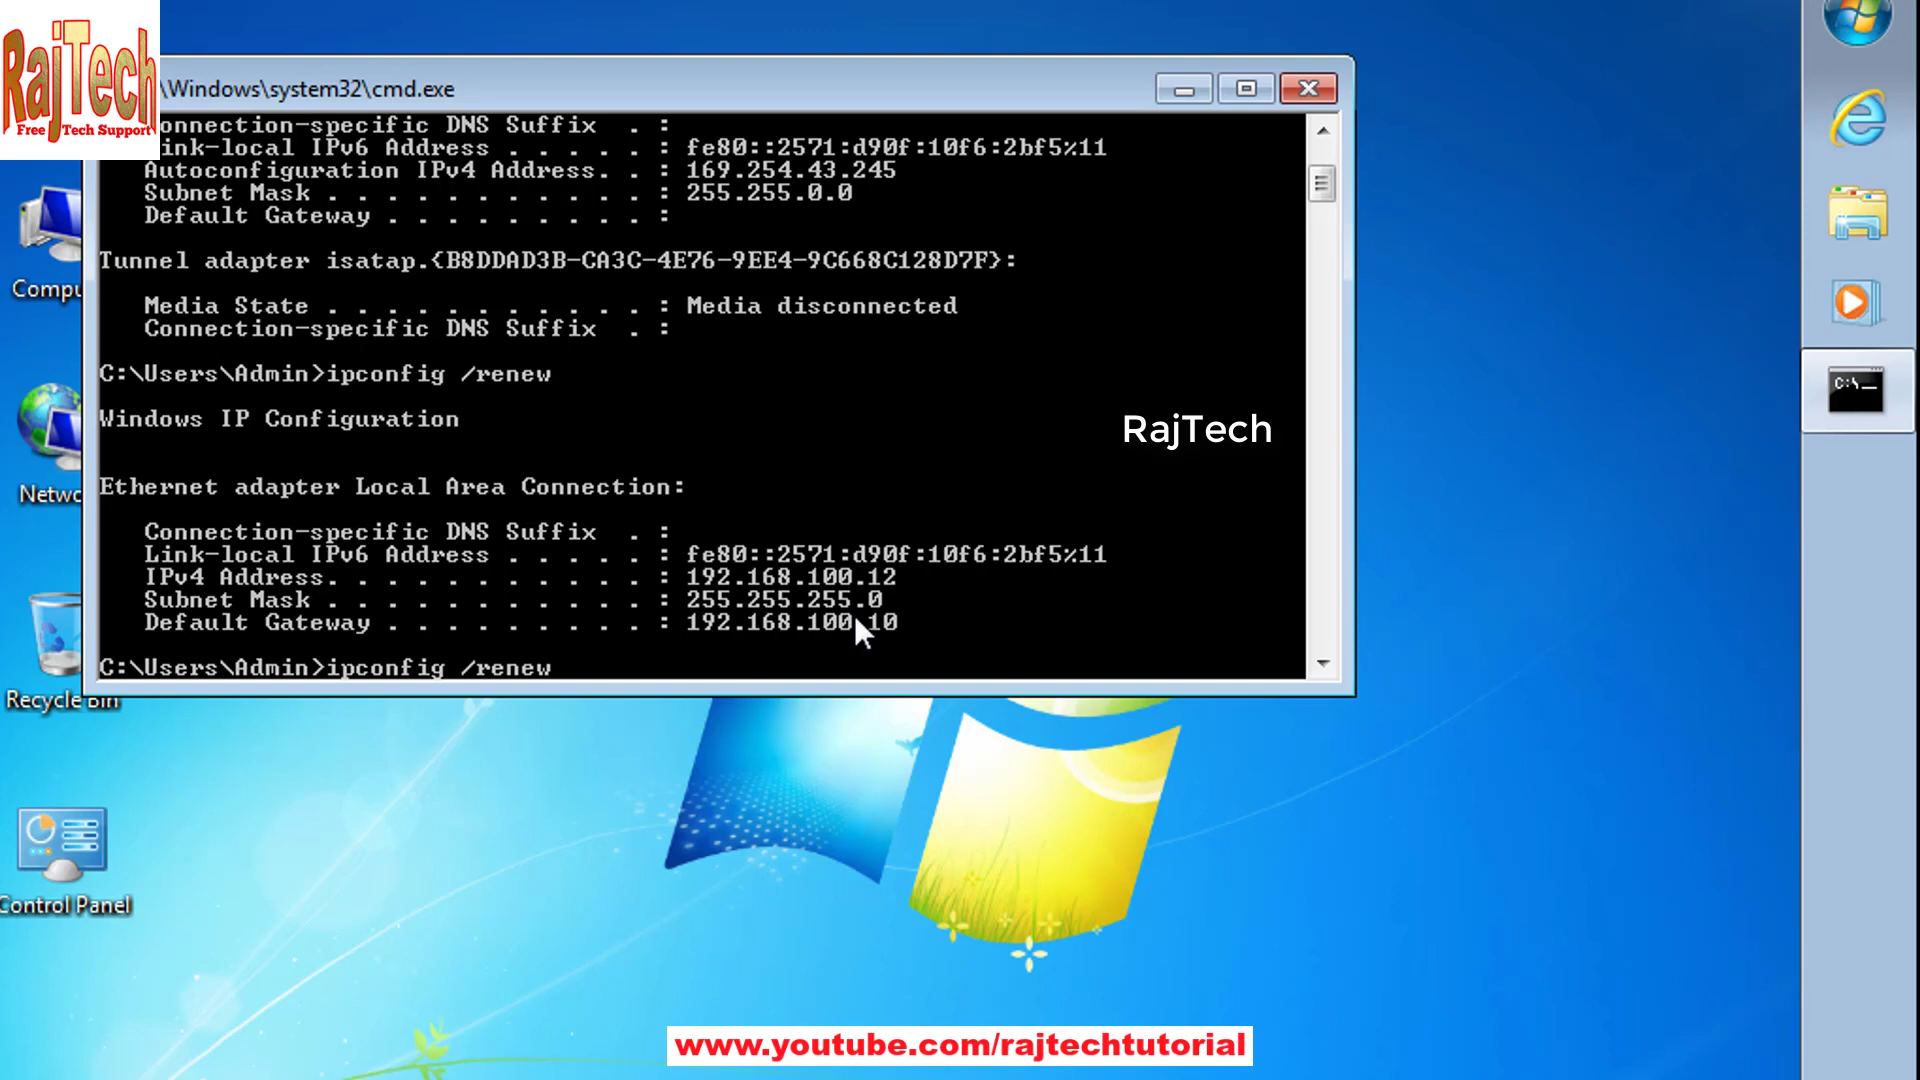 RajTech
Free Tech Support
\Windows\system32\cmd.exe
onnection-specific DNS Suffix . :
ink-local IPv6 Address . . . . . : fe80::2571:d90f:10f6:2bf5%11
Autoconfiguration IPv4 Address. . : 169.254.43.245
Subnet Mask . . . . . . . . . . . : 255.255.0.0
Default Gateway . . . . . . . . . :
Tunnel adapter isatap.{B8DDAD3B-CA3C-4E76-9EE4-9C668C128D7F}:
Media State . . . . . . . . . . . : Media disconnected
Connection-specific DNS Suffix . :
C:\Users\Admin>ipconfig /renew
Windows IP Configuration
RajTech
Ethernet adapter Local Area Connection:
Connection-specific DNS Suffix . :
Link-local IPv6 Address . . . . . : fe80::2571:d90f:10f6:2bf5%11
IPv4 Address. . . . . . . . . . . : 192.168.100.12
Subnet Mask . . . . . . . . . . . : 255.255.255.0
Default Gateway . . . . . . . . . : 192.168.100.10
C:\Users\Admin>ipconfig /renew
Compu
Netwo
Recycle Bin
Control Panel
C:\_
www.youtube.com/rajtechtutorial